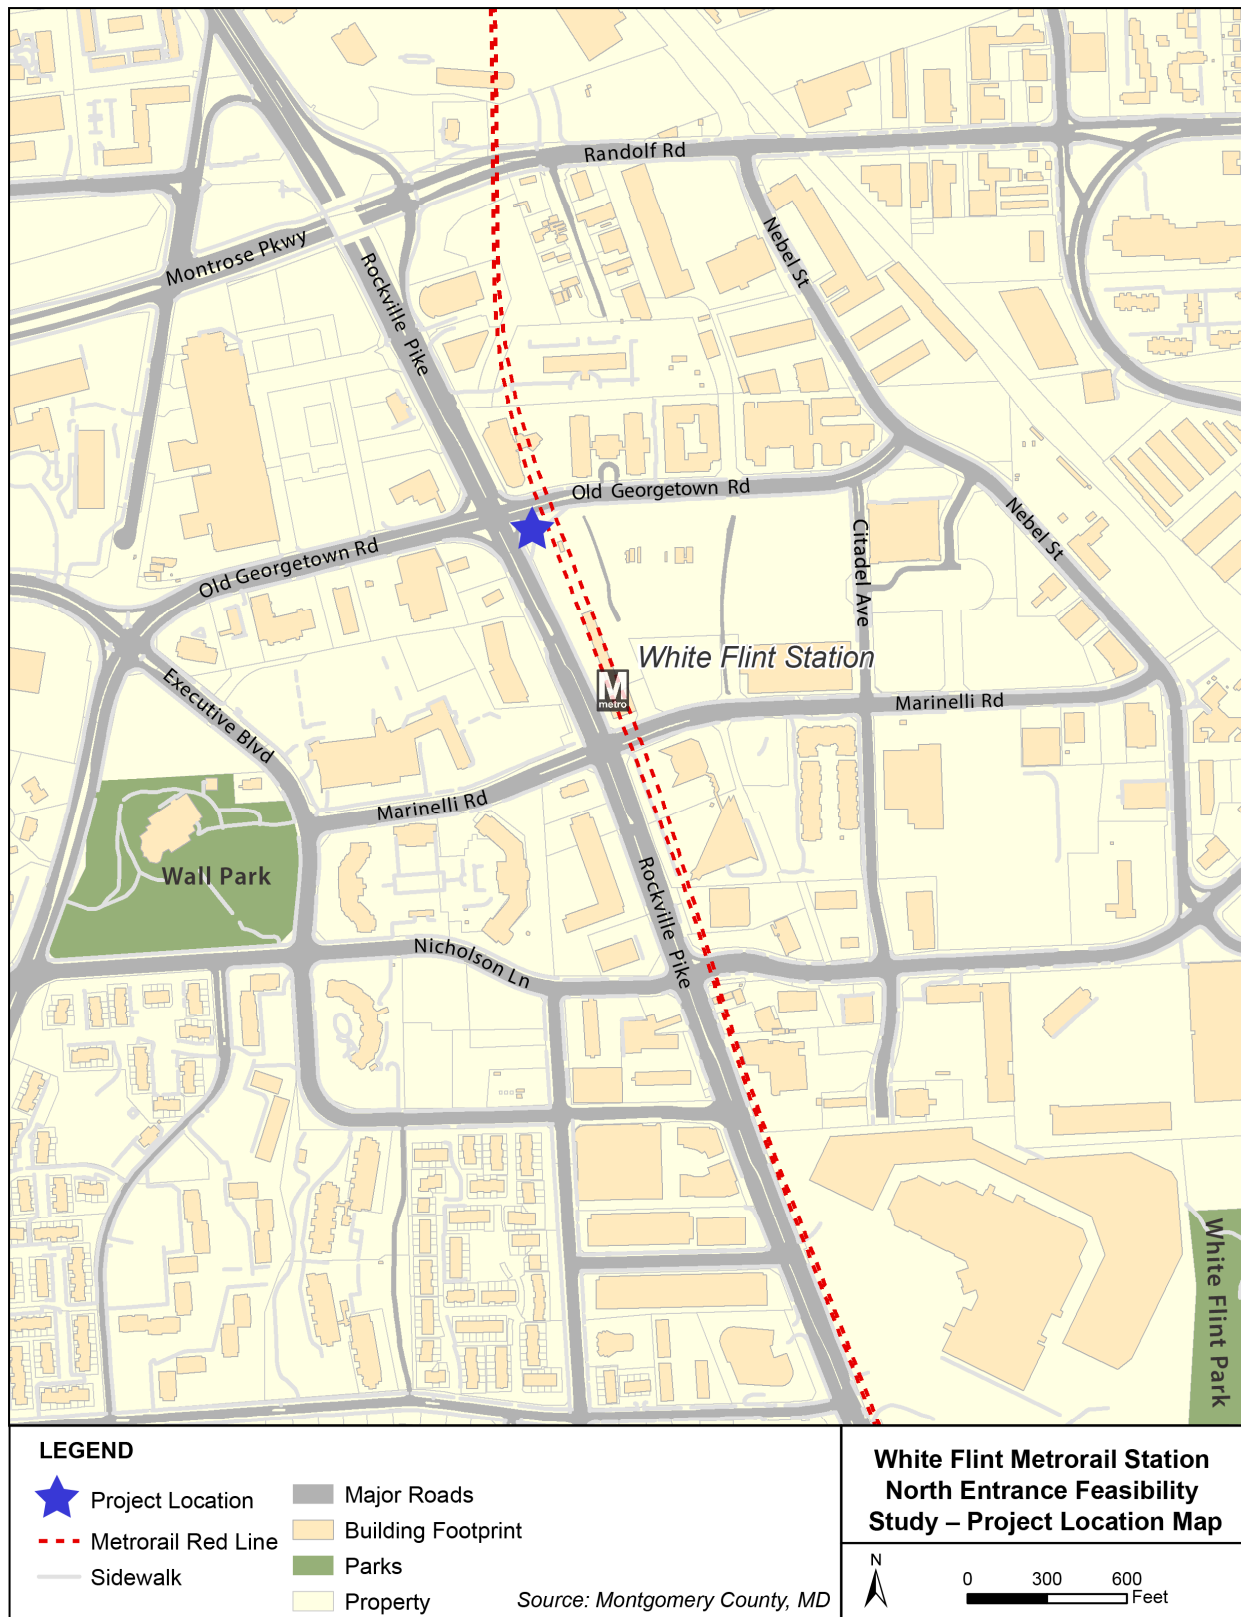 Randolf Rd
Nebel St
Montrose Pkwy
Rockville Pike
Old Georgetown Rd
Nebel St
Citadel Ave
Old Georgetown Rd
White Flint Station
M
metro
Executive Blvd
Marinelli Rd
Marinelli Rd
Wall Park
Rockville Pike
Nicholson Ln
White Flint Park
LEGEND
Project Location
Metrorail Red Line
Sidewalk
Major Roads
Building Footprint
Parks
Property
Source: Montgomery County, MD
White Flint Metrorail Station
North Entrance Feasibility
Study – Project Location Map
N
0 300 600
Feet